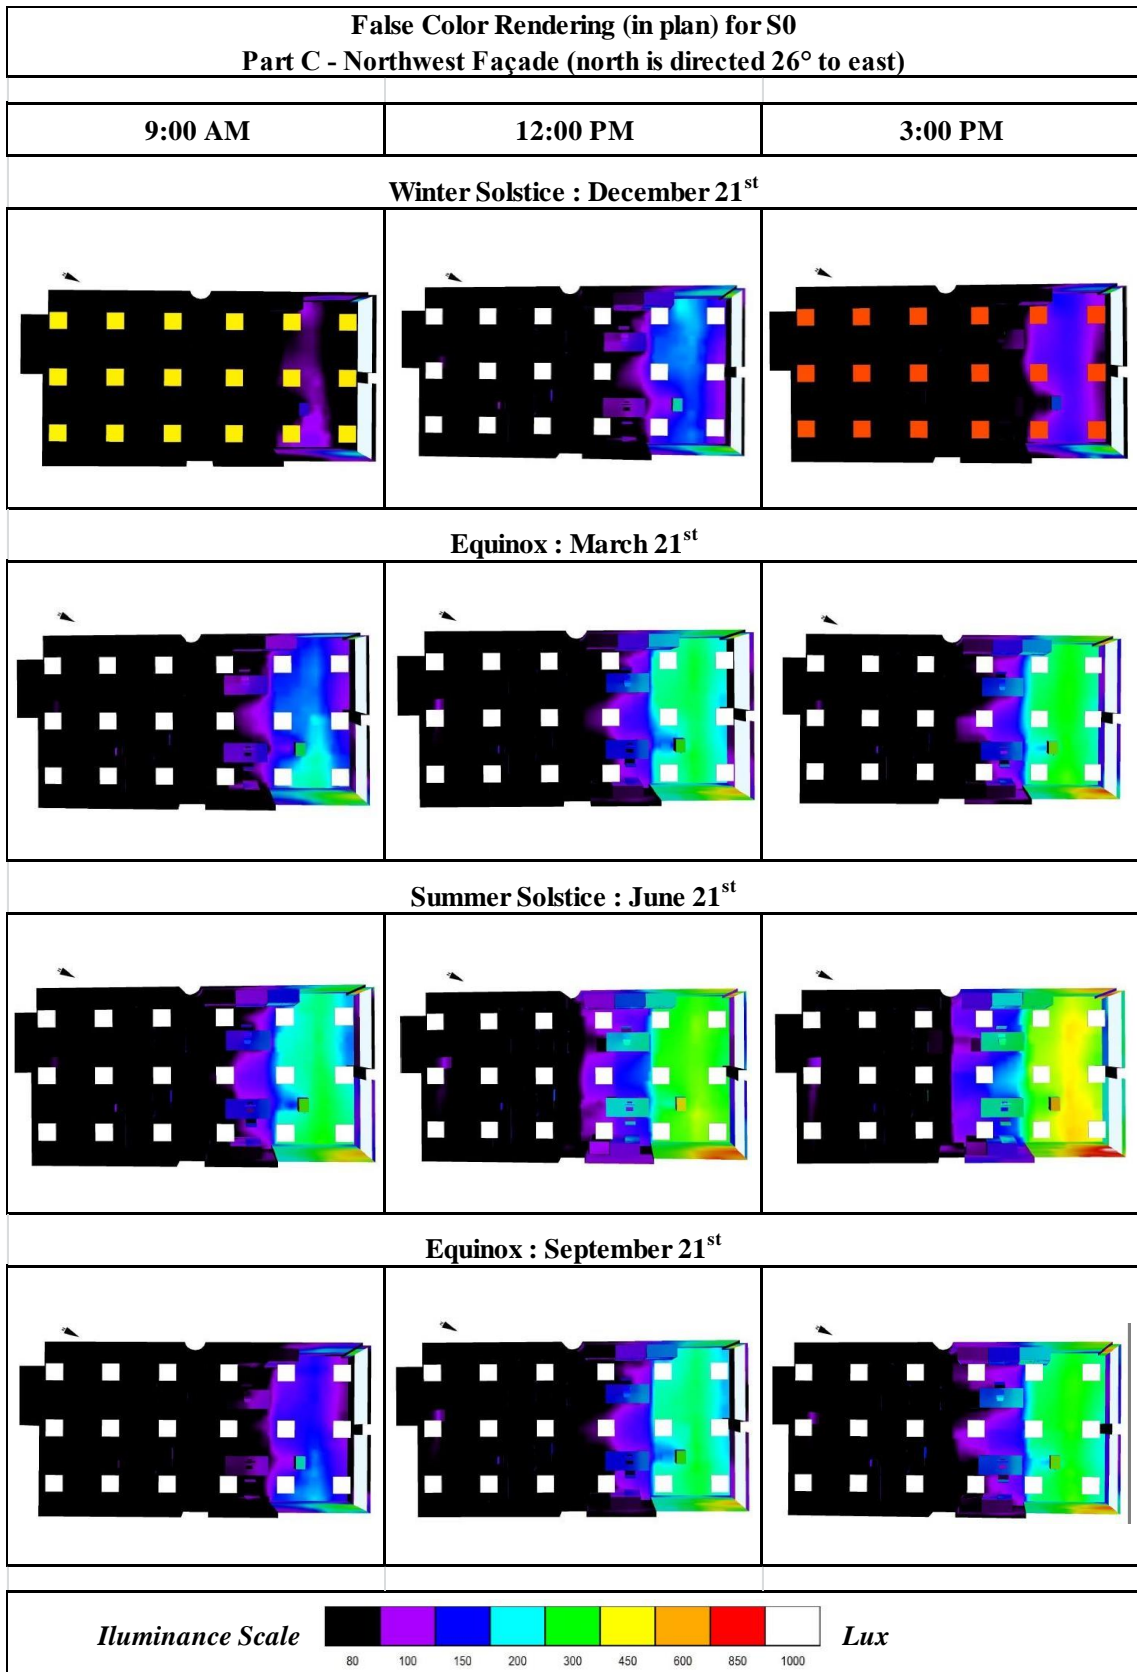 False Color Rendering (in plan) for S0
Part C - Northwest Façade (north is directed 26° to east)
9:00 AM 12:00 PM 3:00 PM
Winter Solstice : December 21st
Equinox : March 21st
Summer Solstice : June 21st
Equinox : September 21st
Iluminance Scale Lux
80 100 150 200 300 450 600 850 1000